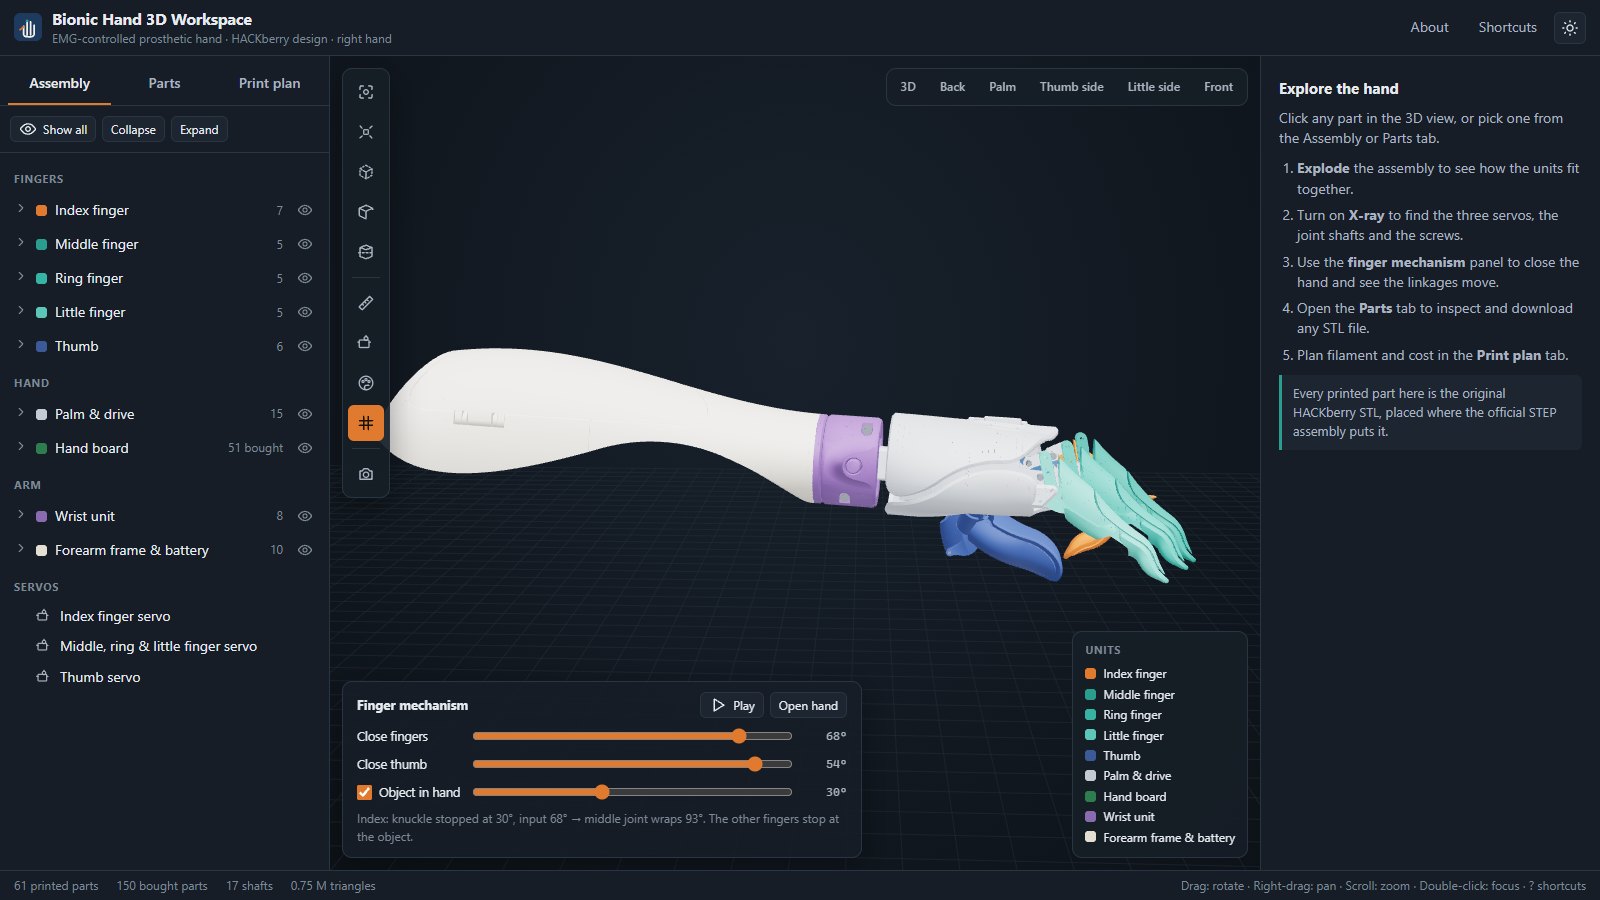 Bionic Hand 3D Workspace
EMG-controlled prosthetic hand · HACKberry design · right hand
About
Shortcuts
Assembly
Parts
Print plan
Show all
Collapse
Expand
FINGERS
Index finger 7
Middle finger 5
Ring finger 5
Little finger 5
Thumb 6
HAND
Palm & drive 15
Hand board 51 bought
ARM
Wrist unit 8
Forearm frame & battery 10
SERVOS
Index finger servo
Middle, ring & little finger servo
Thumb servo
3D
Back
Palm
Thumb side
Little side
Front
Finger mechanism
Play
Open hand
Close fingers 68°
Close thumb 54°
Object in hand 30°
Index: knuckle stopped at 30°, input 68° → middle joint wraps 93°. The other fingers stop at
the object.
UNITS
Index finger
Middle finger
Ring finger
Little finger
Thumb
Palm & drive
Hand board
Wrist unit
Forearm frame & battery
Explore the hand
Click any part in the 3D view, or pick one from
the Assembly or Parts tab.
1. Explode the assembly to see how the units fit
together.
2. Turn on X-ray to find the three servos, the
joint shafts and the screws.
3. Use the finger mechanism panel to close the
hand and see the linkages move.
4. Open the Parts tab to inspect and download
any STL file.
5. Plan filament and cost in the Print plan tab.
Every printed part here is the original
HACKberry STL, placed where the official STEP
assembly puts it.
61 printed parts
150 bought parts
17 shafts
0.75 M triangles
Drag: rotate · Right-drag: pan · Scroll: zoom · Double-click: focus · ? shortcuts